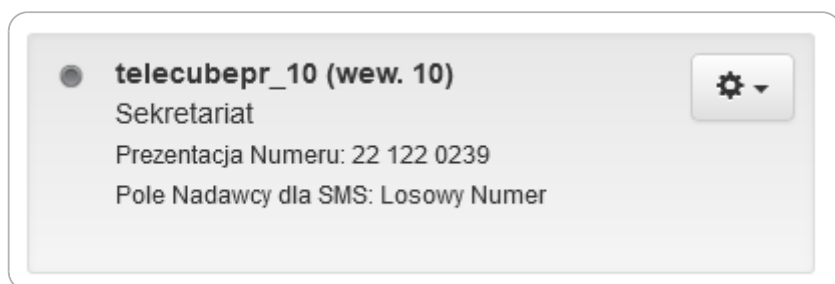 telecubepr_10 (wew. 10)
Sekretariat
Prezentacja Numeru: 22 122 0239
Pole Nadawcy dla SMS: Losowy Numer